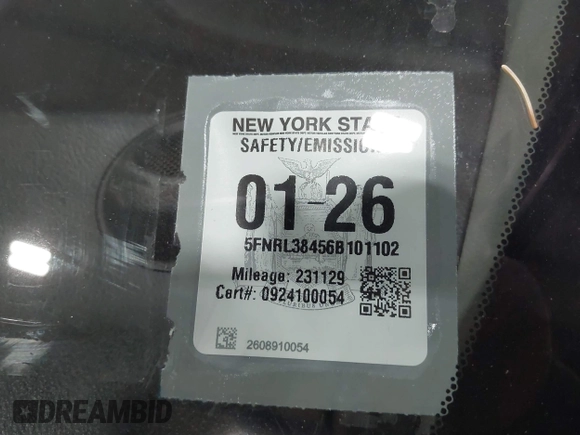 NEW YORK STA
SAFETY/EMISSIO
01-26
5FNRL38456B101102
Mileage: 231129
Cert#: 0924100054
2608910054
DREAMBID